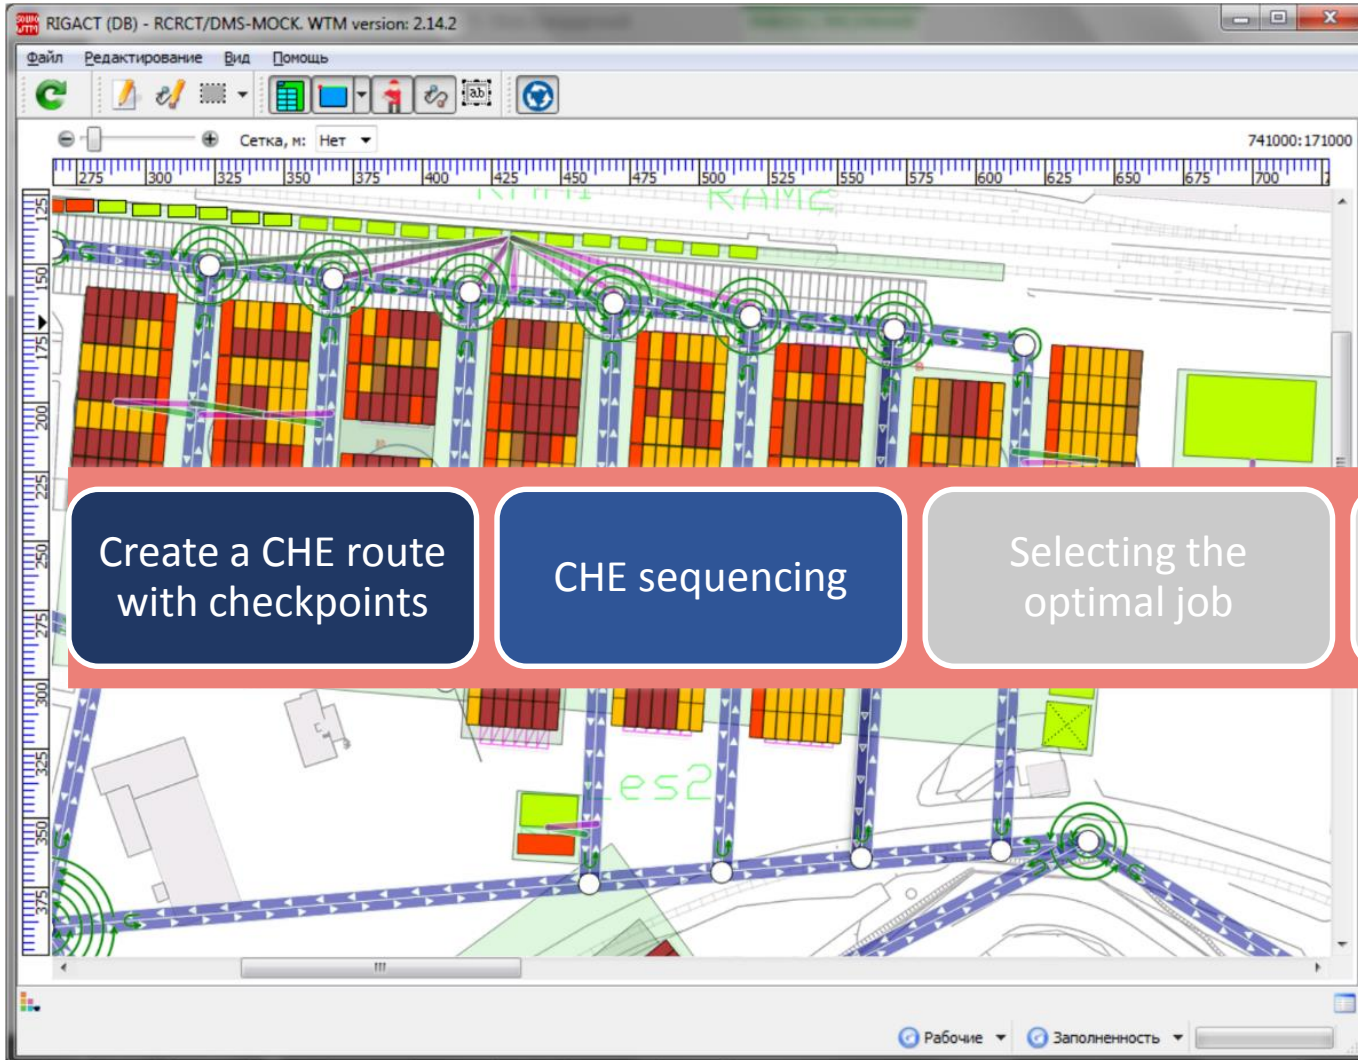 RIGACT (DB) - RCRCT/DMS-MOCK. WTM version: 2.14.2
Файл Редактирование Вид Помощь
Сетка, м: Нет 741000:171000
275 300 325 350 375 400 425 450 475 500 525 550 575 600 625 650 675 700
125
RAM2
150
175
200
225
Create a CHE route
with checkpoints
CHE sequencing
Selecting the
optimal job
250
275
300
325
es2
350
375
Рабочие Заполненность